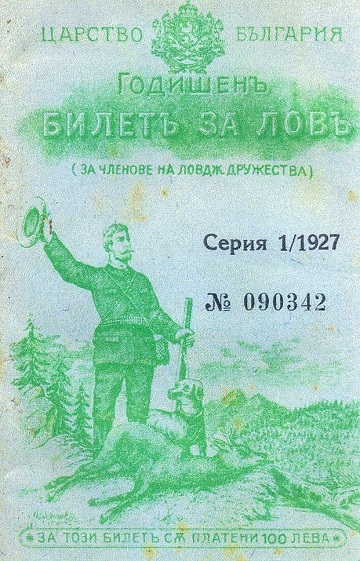 ЦАРСТВО БЪЛГАРИЯ
ГОДИШЕНЪ
БИЛЕТЪ ЗА ЛОВЪ
(ЗА ЧЛЕНОВЕ НА ЛОВДЖ. ДРУЖЕСТВА)
Серия 1/1927
№ 090342
ЗА ТОЗИ БИЛЕТЪ СѪ ПЛАТЕНИ 100 ЛЕВА